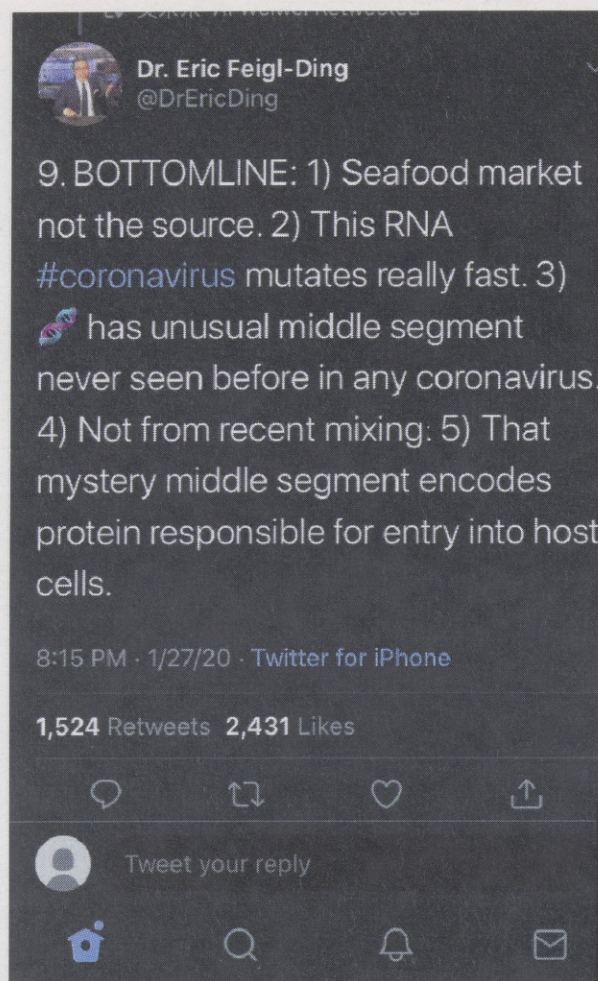 Dr. Eric Feigl-Ding
@DrEricDing
9. BOTTOMLINE: 1) Seafood market
not the source. 2) This RNA
#coronavirus mutates really fast. 3)
🧬 has unusual middle segment
never seen before in any coronavirus.
4) Not from recent mixing. 5) That
mystery middle segment encodes
protein responsible for entry into host
cells.
8:15 PM · 1/27/20 · Twitter for iPhone
1,524 Retweets 2,431 Likes
Tweet your reply